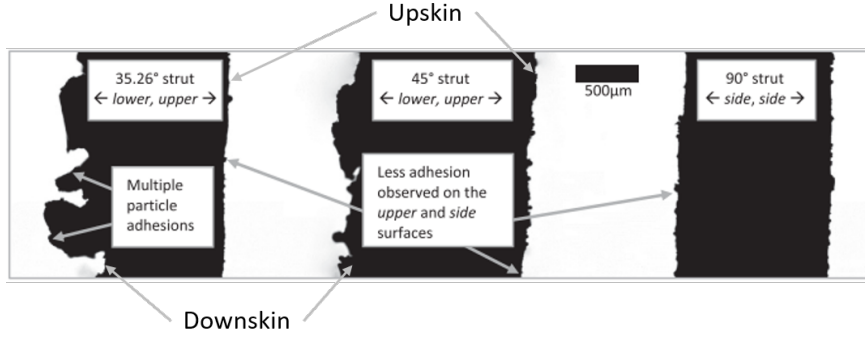 Upskin
35.26° strut
← lower, upper →
45° strut
← lower, upper →
500µm
90° strut
← side, side →
Multiple
particle
adhesions
Less adhesion
observed on the
upper and side
surfaces
Downskin